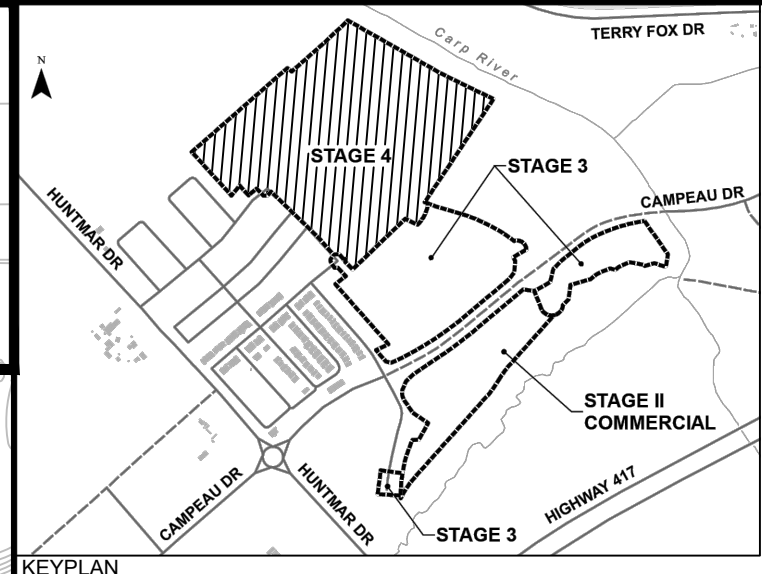 TERRY FOX DR
Carp River
N
STAGE 4
STAGE 3
CAMPEAU DR
HUNTMAR DR
STAGE II
COMMERCIAL
CAMPEAU DR
HUNTMAR DR
HIGHWAY 417
STAGE 3
KEYPLAN